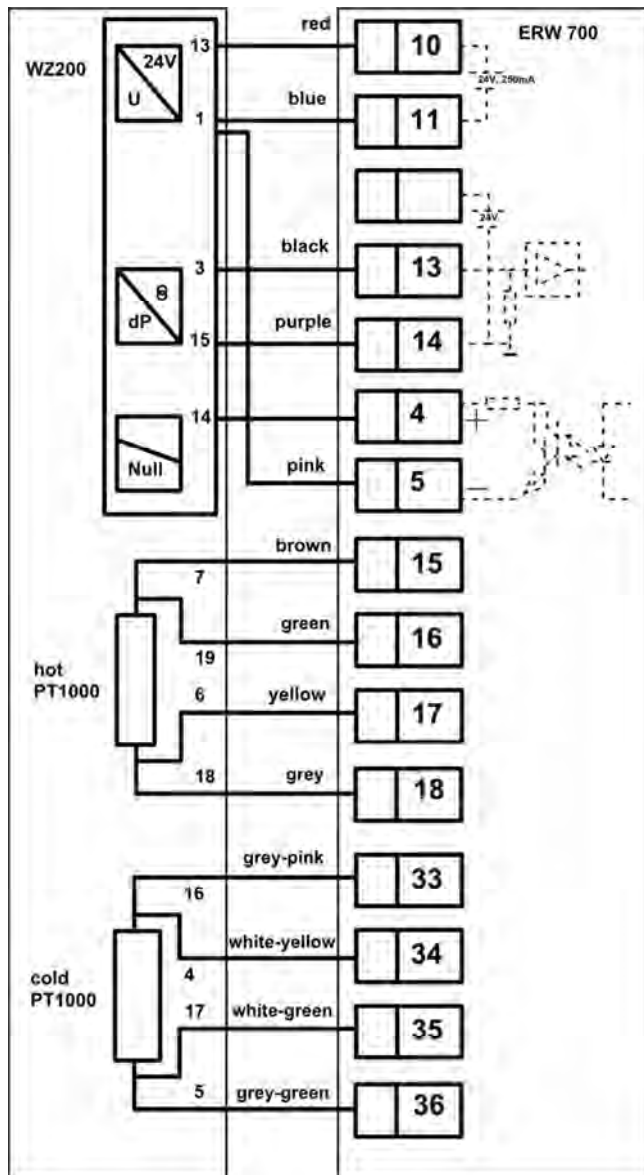 red
ERW 700
WZ200
24V
U
13
10
24V, 250mA
1
blue
11
24V
black
3
13
dP
purple
15
14
14
4
+
Null
pink
5
−
brown
7
15
green
19
16
hot
PT1000
6
yellow
17
18
grey
18
grey-pink
16
33
white-yellow
4
34
cold
PT1000
17
white-green
35
5
grey-green
36